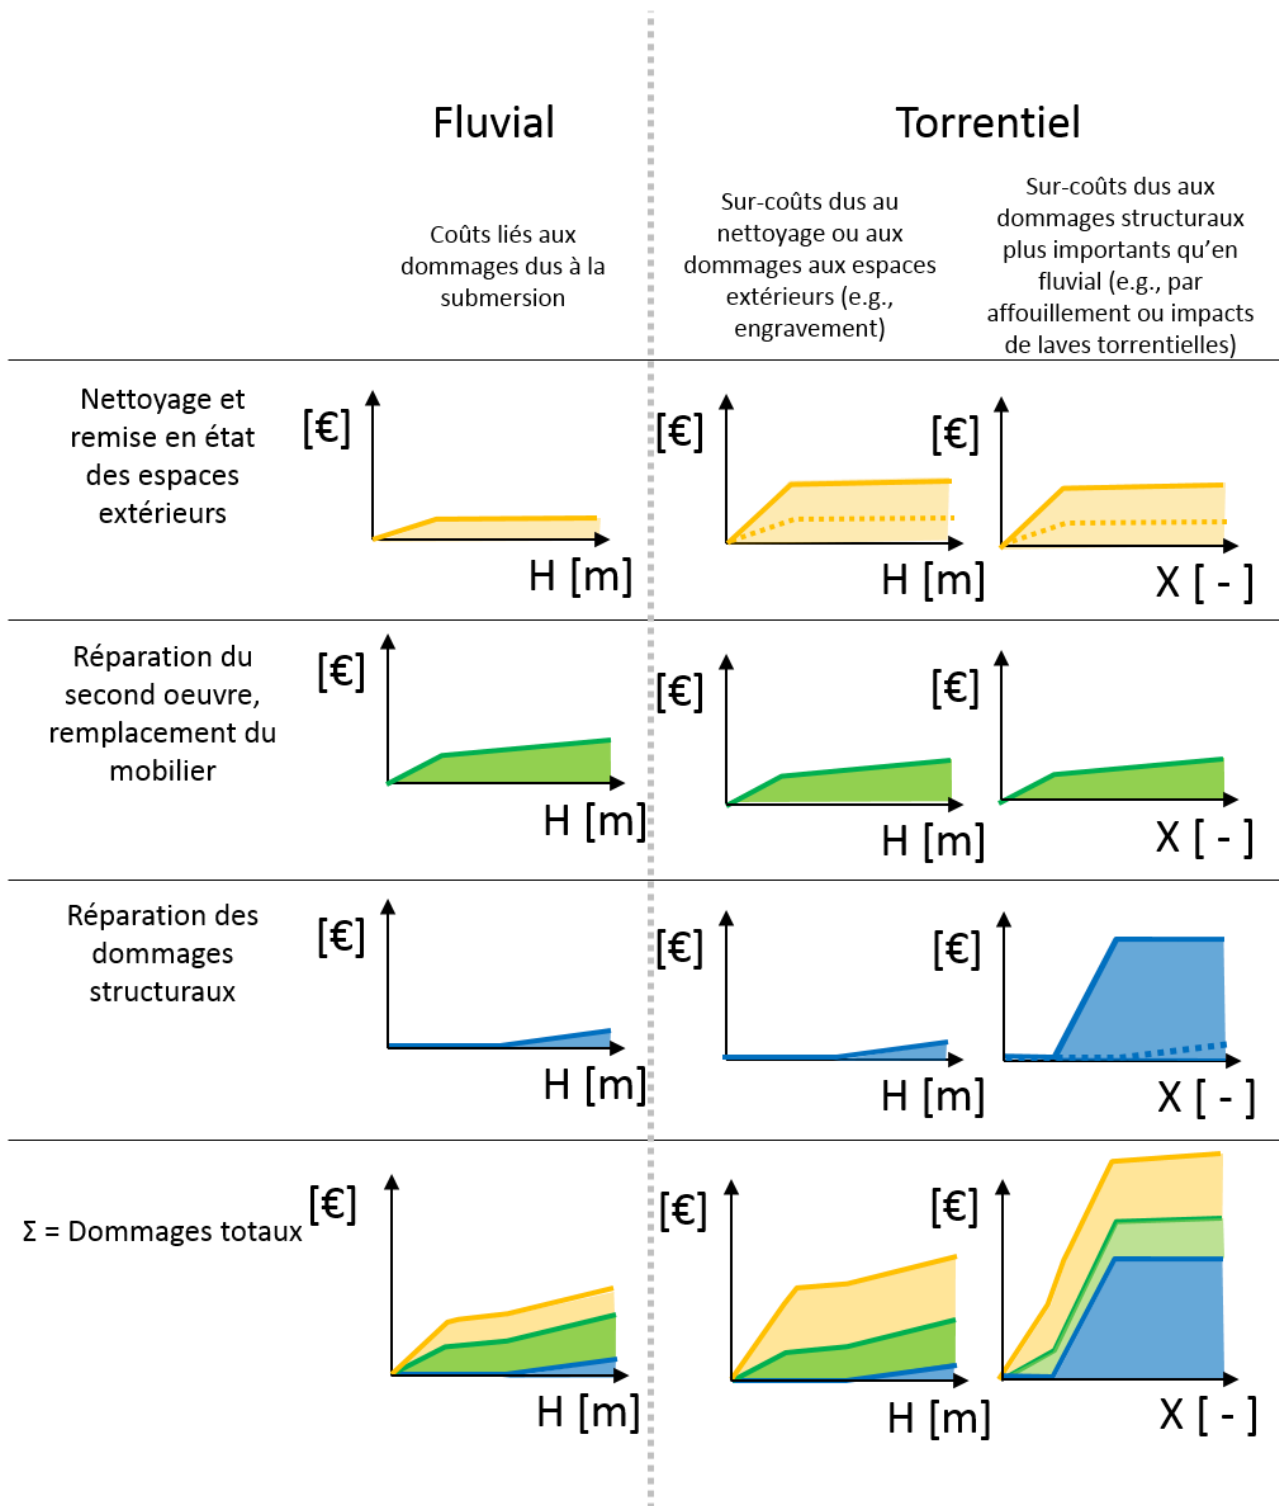 Fluvial
Torrentiel
Coûts liés aux
dommages dus à la
submersion
Sur-coûts dus au
nettoyage ou aux
dommages aux espaces
extérieurs (e.g.,
engravement)
Sur-coûts dus aux
dommages structuraux
plus importants qu'en
fluvial (e.g., par
affouillement ou impacts
de laves torrentielles)
Nettoyage et
remise en état
des espaces
extérieurs
[€]
H [m]
[€]
H [m]
[€]
X [ - ]
Réparation du
second oeuvre,
remplacement du
mobilier
[€]
H [m]
[€]
H [m]
[€]
X [ - ]
Réparation des
dommages
structuraux
[€]
H [m]
[€]
H [m]
[€]
X [ - ]
Σ = Dommages totaux
[€]
H [m]
[€]
H [m]
[€]
X [ - ]